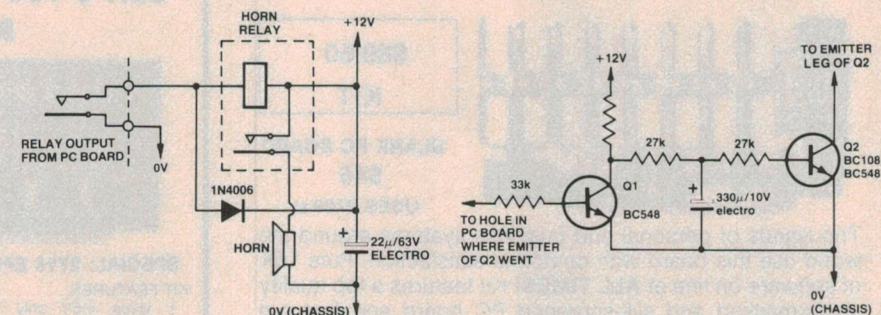 HORN
RELAY
+12V
RELAY OUTPUT
FROM PC BOARD
0V
1N4006
HORN
+
22μ/63V
ELECTRO
0V (CHASSIS)
+12V
TO EMITTER
LEG OF Q2
27k
27k
Q2
BC108
BC548
33k
Q1
BC548
+
330μ/10V
electro
TO HOLE IN
PC BOARD
WHERE EMITTER
OF Q2 WENT
0V
(CHASSIS)